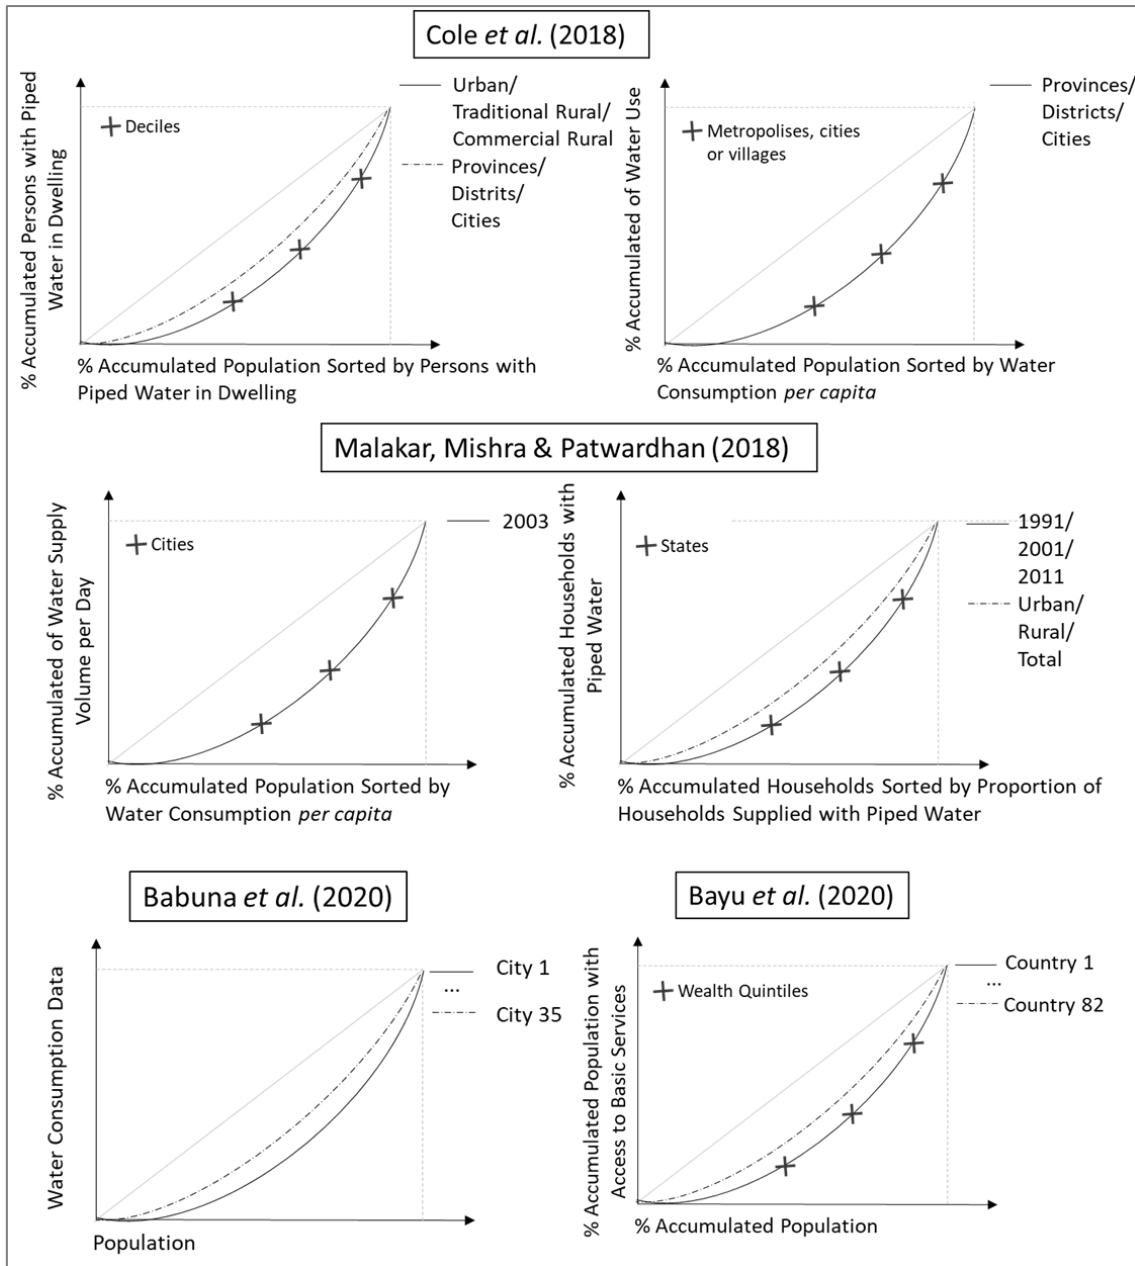 Cole et al. (2018)
% Accumulated Persons with Piped
Water in Dwelling
Deciles
Urban/
Traditional Rural/
Commercial Rural
Provinces/
Distrits/
Cities
% Accumulated Population Sorted by Persons with
Piped Water in Dwelling
% Accumulated of Water Use
Metropolises, cities
or villages
Provinces/
Districts/
Cities
% Accumulated Population Sorted by Water
Consumption per capita
Malakar, Mishra & Patwardhan (2018)
% Accumulated of Water Supply
Volume per Day
Cities
2003
% Accumulated Population Sorted by
Water Consumption per capita
% Accumulated Households with
Piped Water
States
1991/
2001/
2011
Urban/
Rural/
Total
% Accumulated Households Sorted by Proportion of
Households Supplied with Piped Water
Babuna et al. (2020)
Water Consumption Data
City 1
...
City 35
Population
Bayu et al. (2020)
% Accumulated Population with
Access to Basic Services
Wealth Quintiles
Country 1
...
Country 82
% Accumulated Population